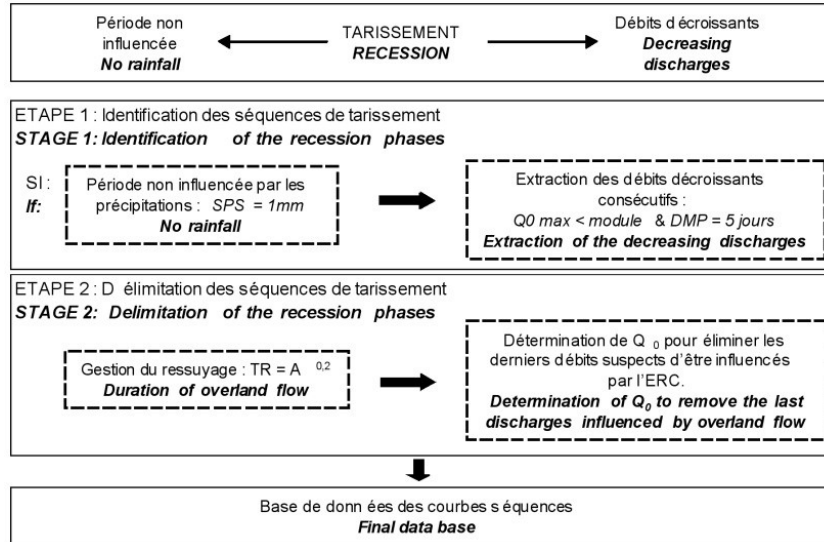 Période non
influencée
No rainfall
TARISSEMENT
RECESSION
Débits d écroissants
Decreasing
discharges
ETAPE 1 : Identification des séquences de tarissement
STAGE 1: Identification of the recession phases
SI :
If:
Période non influencée par les
précipitations : SPS = 1mm
No rainfall
Extraction des débits décroissants
consécutifs :
Q0 max < module & DMP = 5 jours
Extraction of the decreasing discharges
ETAPE 2 : D élimitation des séquences de tarissement
STAGE 2: Delimitation of the recession phases
Gestion du ressuyage : TR = A 0,2
Duration of overland flow
Détermination de Q 0 pour éliminer les
derniers débits suspects d'être influencés
par l'ERC.
Determination of Q0 to remove the last
discharges influenced by overland flow
Base de donn ées des courbes s équences
Final data base